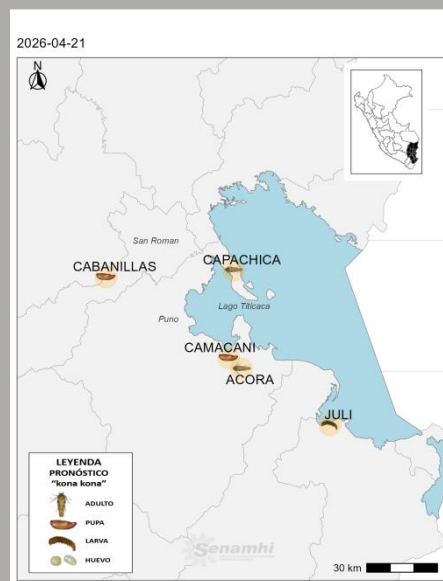 2026-04-21
N
San Roman
CABANILLAS
CAPACHICA
Lago Titicaca
Puno
CAMACANI
ACORA
JULI
LEYENDA
PRONÓSTICO
"kona kona"
ADULTO
PUPA
LARVA
HUEVO
Senamhi
30 km